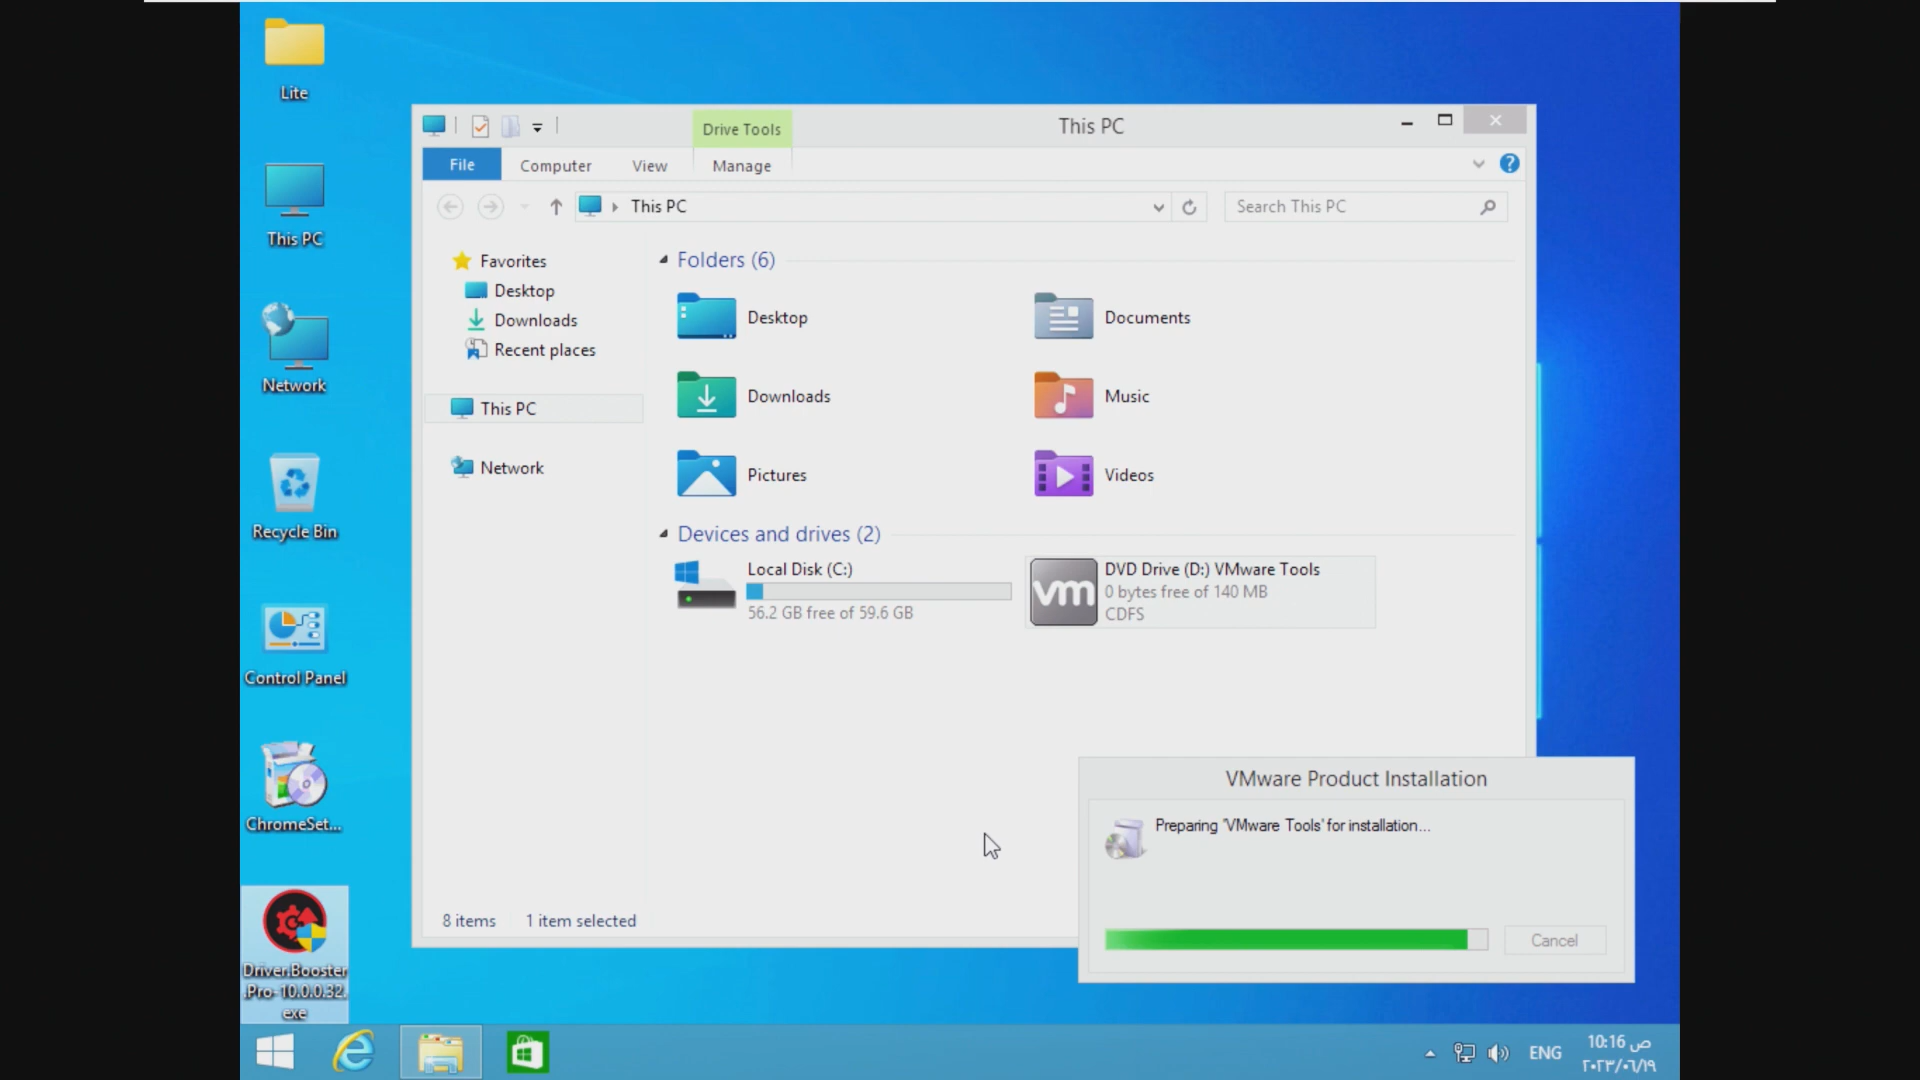 Lite
This PC
Network
Recycle Bin
Control Panel
ChromeSet...
Driver.Booster
.Pro-10.0.0.32.
exe
Drive Tools
This PC
File
Computer
View
Manage
This PC
Search This PC
Favorites
Desktop
Downloads
Recent places
This PC
Network
Folders (6)
Desktop
Documents
Downloads
Music
Pictures
Videos
Devices and drives (2)
Local Disk (C:)
56.2 GB free of 59.6 GB
vm
DVD Drive (D:) VMware Tools
0 bytes free of 140 MB
CDFS
8 items
1 item selected
VMware Product Installation
Preparing 'VMware Tools' for installation...
Cancel
ENG
10:16 ص
٢٠٢٣/٠٦/١٩